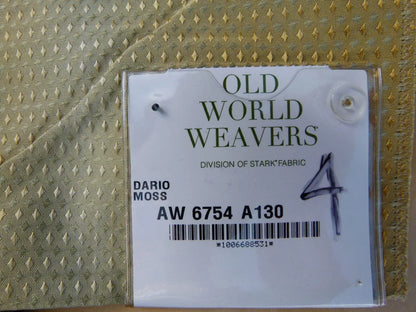 OLD
WORLD
WEAVERS
DIVISION OF STARK FABRIC
DARIO
MOSS
AW 6754 A130
*1006688531*
4